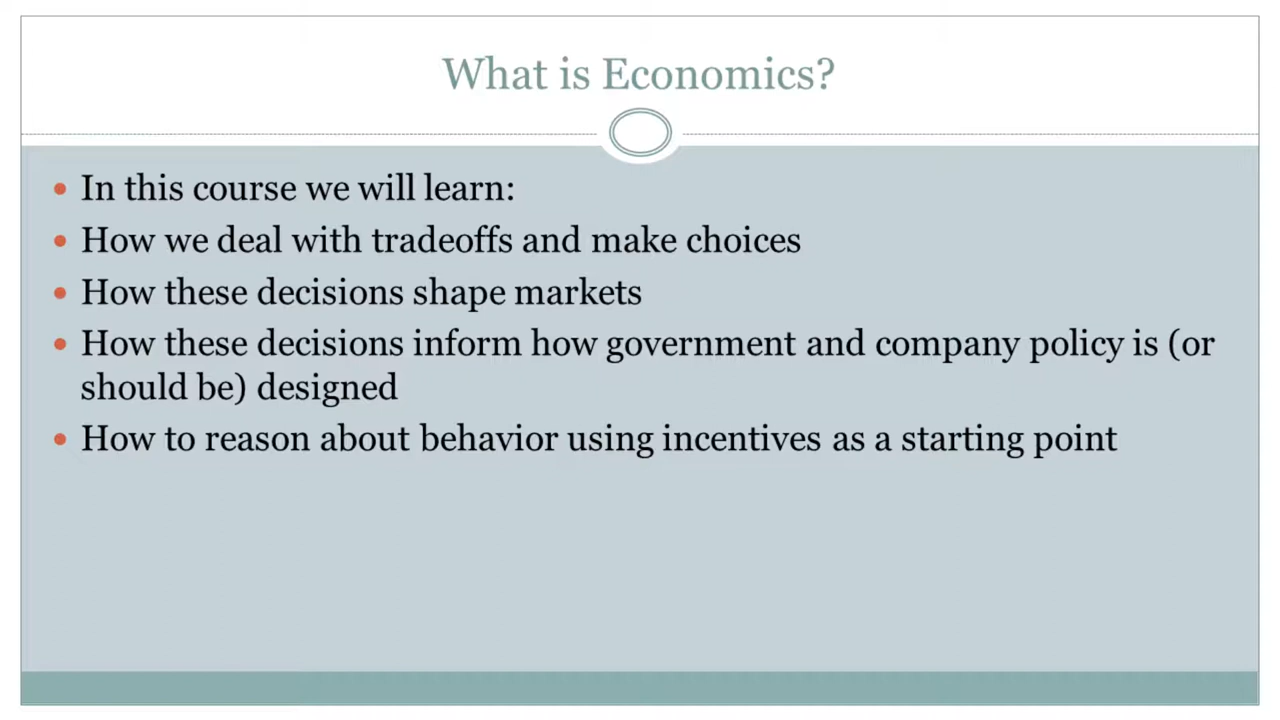 What is Economics?
In this course we will learn:
How we deal with tradeoffs and make choices
How these decisions shape markets
How these decisions inform how government and company policy is (or
should be) designed
How to reason about behavior using incentives as a starting point